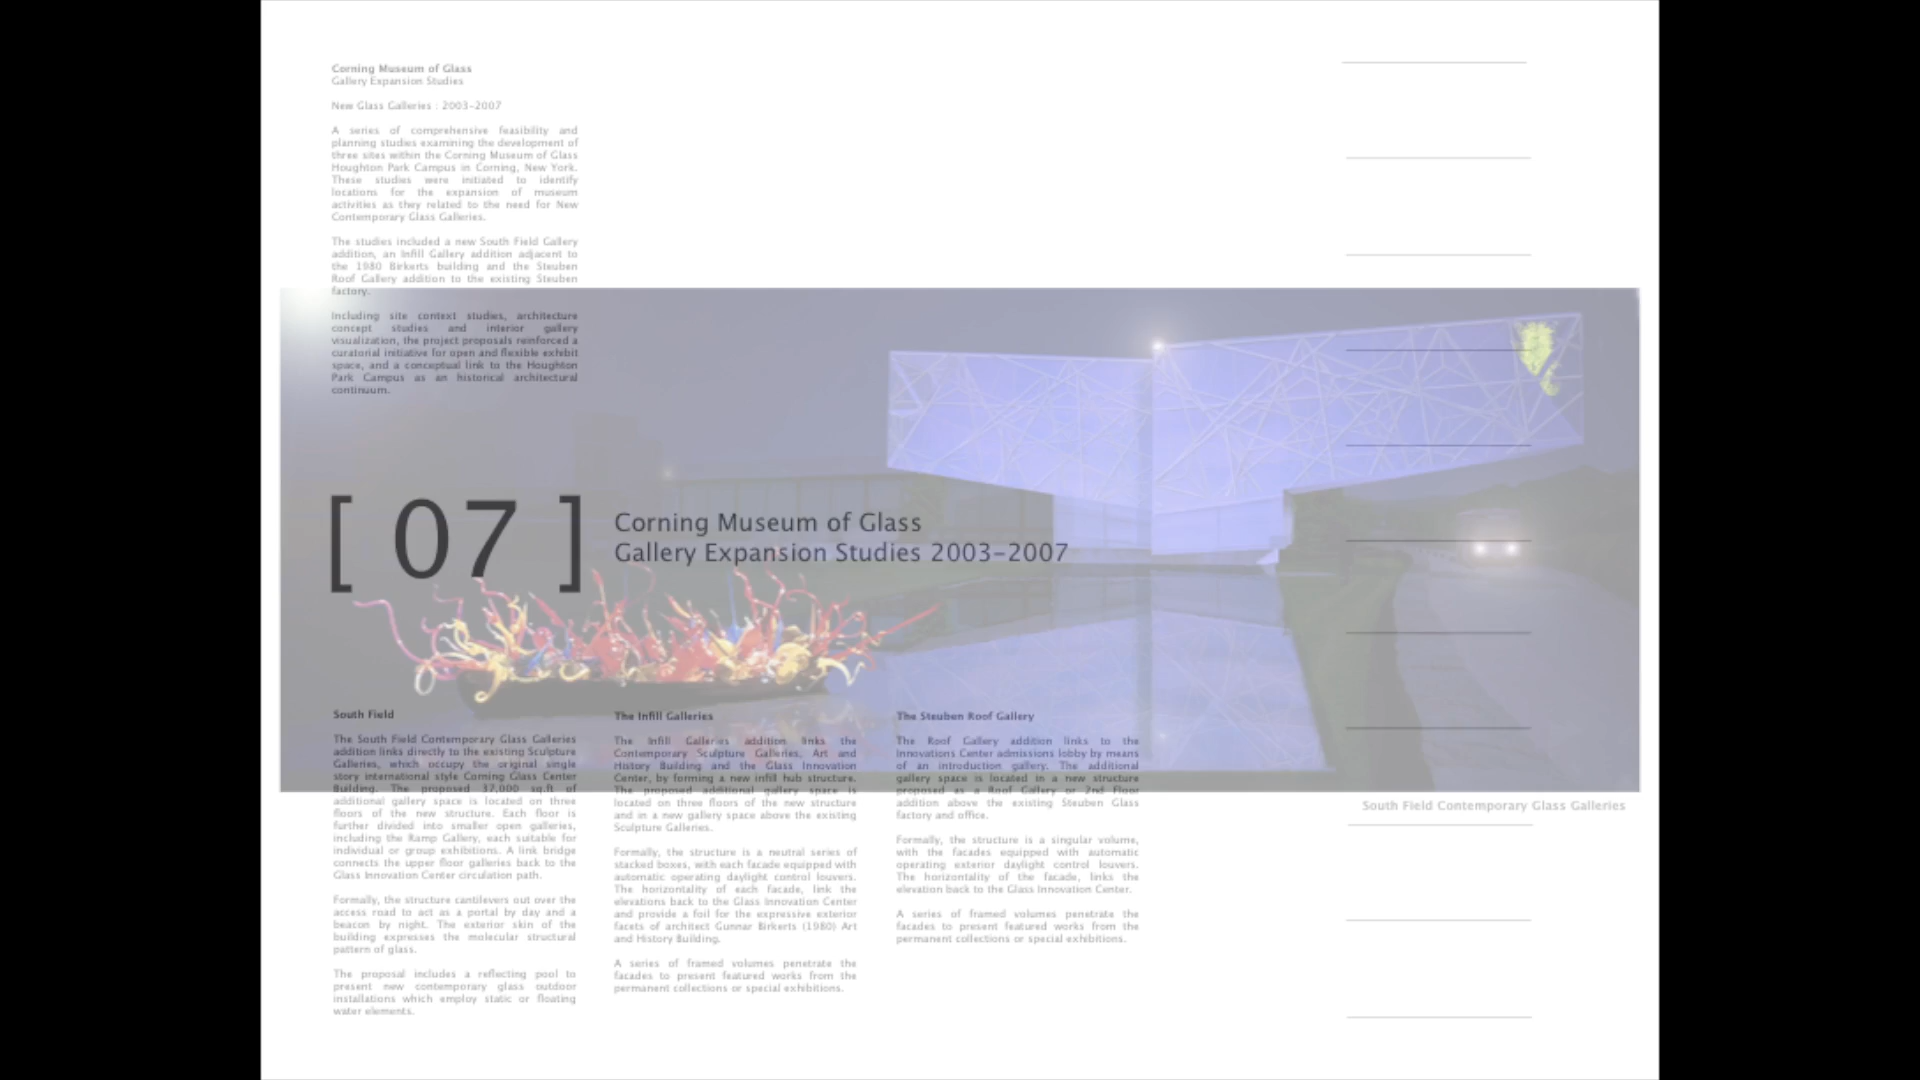 Corning Museum of Glass
Gallery Expansion Studies
New Glass Galleries : 2003-2007
A series of comprehensive feasibility and
planning studies examining the development of
three sites within the Corning Museum of Glass
Houghton Park Campus in Corning, New York.
These studies were initiated to identify
locations for the expansion of museum
activities as they related to the need for New
Contemporary Glass Galleries.
The studies included a new South Field Gallery
addition, an Infill Gallery addition adjacent to
the 1980 Birkerts building and the Steuben
Roof Gallery addition to the existing Steuben
factory.
Including site context studies, architecture
concept studies and interior gallery
visualization, the project proposals reinforced a
curatorial initiative for open and flexible exhibit
space, and a conceptual link to the Houghton
Park Campus as an historical architectural
continuum.
[ 07 ]
Corning Museum of Glass
Gallery Expansion Studies 2003-2007
South Field
The South Field Contemporary Glass Galleries
addition links directly to the existing Sculpture
Galleries, which occupy the original single
story international style Corning Glass Center
Building. The proposed 37,000 sq.ft of
additional gallery space is located on three
floors of the new structure. Each floor is
further divided into smaller open galleries,
including the Ramp Gallery, each suitable for
individual or group exhibitions. A link bridge
connects the upper floor galleries back to the
Glass Innovation Center circulation path.
Formally, the structure cantilevers out over the
access road to act as a portal by day and a
beacon by night. The exterior skin of the
building expresses the molecular structural
pattern of glass.
The proposal includes a reflecting pool to
present new contemporary glass outdoor
installations which employ static or floating
water elements.
The Infill Galleries
The Infill Galleries addition links the
Contemporary Sculpture Galleries, Art and
History Building and the Glass Innovation
Center, by forming a new infill hub structure.
The proposed additional gallery space is
located on three floors of the new structure
and in a new gallery space above the existing
Sculpture Galleries.
Formally, the structure is a neutral series of
stacked boxes, with each facade equipped with
automatic operating daylight control louvers.
The horizontality of each facade, link the
elevations back to the Glass Innovation Center
and provide a foil for the expressive exterior
facets of architect Gunnar Birkerts (1980) Art
and History Building.
A series of framed volumes penetrate the
facades to present featured works from the
permanent collections or special exhibitions.
The Steuben Roof Gallery
The Roof Gallery addition links to the
Innovations Center admissions lobby by means
of an introduction gallery. The additional
gallery space is located in a new structure
proposed as a Roof Gallery or 2nd Floor
addition above the existing Steuben Glass
factory and office.
Formally, the structure is a singular volume,
with the facades equipped with automatic
operating exterior daylight control louvers.
The horizontality of the facade, links the
elevation back to the Glass Innovation Center.
A series of framed volumes penetrate the
facades to present featured works from the
permanent collections or special exhibitions.
South Field Contemporary Glass Galleries